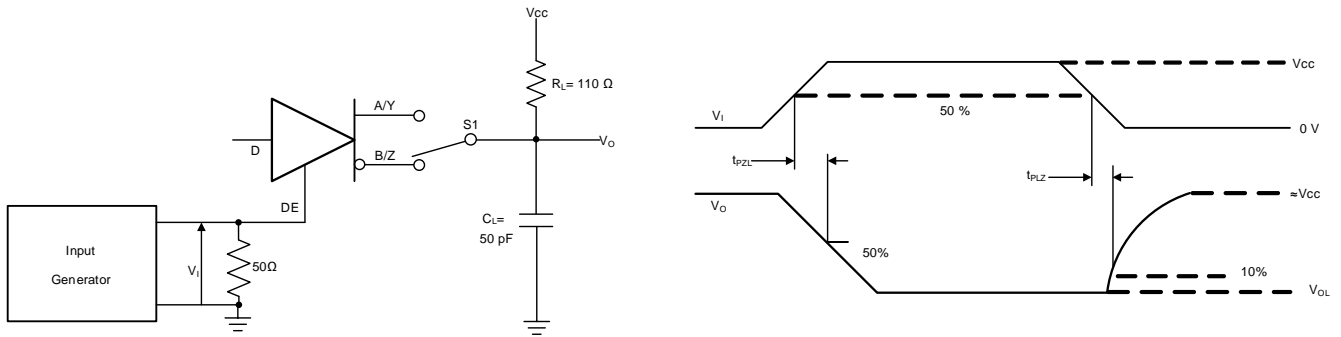 Vcc
RL= 110 Ω
A/Y
S1
D
B/Z
VO
DE
CL=
50 pF
Input
Generator
VI
50Ω
Vcc
50 %
VI
0 V
tPZL
tPLZ
VO
≈Vcc
50%
10%
VOL